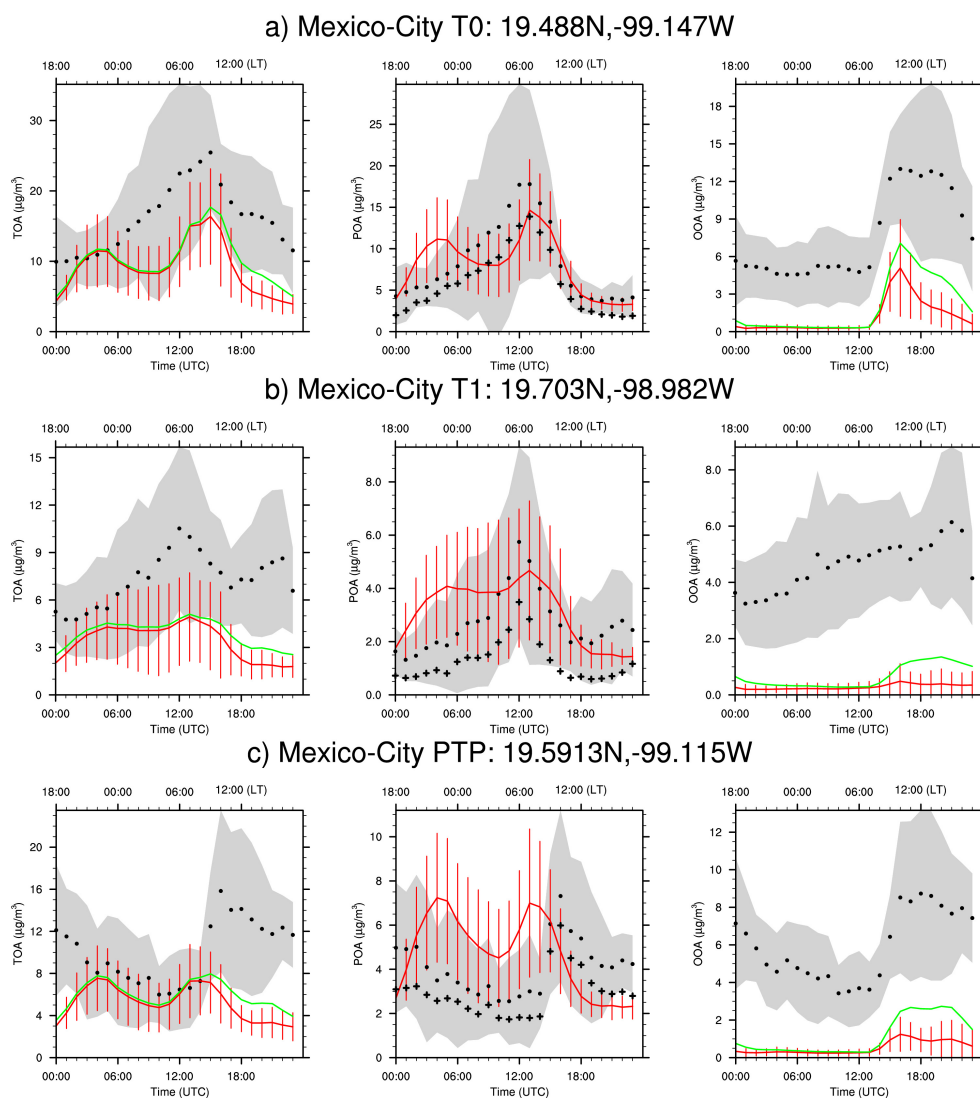 a) Mexico-City T0: 19.488N,-99.147W
18:00 00:00 06:00 12:00 (LT) 18:00 00:00 06:00 12:00 (LT) 18:00 00:00 06:00 12:00 (LT)
TOA (µg/m³)
30
20
10
0
POA (µg/m³)
25
20
15
10
5
0
OOA (µg/m³)
18
15
12
9
6
3
0
00:00 06:00 12:00 18:00 00:00 06:00 12:00 18:00 00:00 06:00 12:00 18:00
Time (UTC) Time (UTC) Time (UTC)
b) Mexico-City T1: 19.703N,-98.982W
18:00 00:00 06:00 12:00 (LT) 18:00 00:00 06:00 12:00 (LT) 18:00 00:00 06:00 12:00 (LT)
TOA (µg/m³)
15
12
9
6
3
0
POA (µg/m³)
8.0
6.0
4.0
2.0
0.0
OOA (µg/m³)
8.0
6.0
4.0
2.0
0.0
00:00 06:00 12:00 18:00 00:00 06:00 12:00 18:00 00:00 06:00 12:00 18:00
Time (UTC) Time (UTC) Time (UTC)
c) Mexico-City PTP: 19.5913N,-99.115W
18:00 00:00 06:00 12:00 (LT) 18:00 00:00 06:00 12:00 (LT) 18:00 00:00 06:00 12:00 (LT)
TOA (µg/m³)
20
16
12
8
4
0
POA (µg/m³)
10
8
6
4
2
0
OOA (µg/m³)
12
10
8
6
4
2
0
00:00 06:00 12:00 18:00 00:00 06:00 12:00 18:00 00:00 06:00 12:00 18:00
Time (UTC) Time (UTC) Time (UTC)